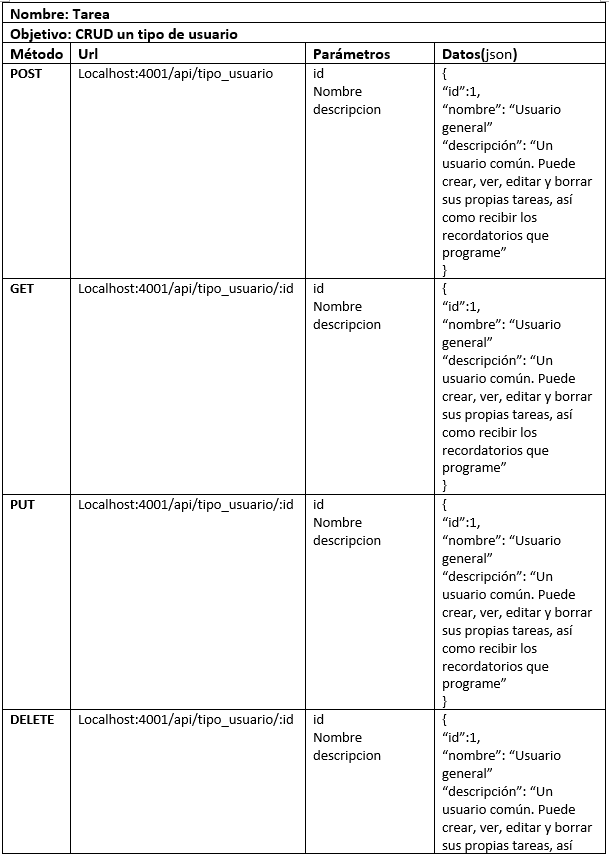 Nombre: Tarea
Objetivo: CRUD un tipo de usuario
Método Url Parámetros Datos(json)
POST Localhost:4001/api/tipo_usuario id {
Nombre “id”:1,
descripcion “nombre”: “Usuario
general”
“descripción”: “Un
usuario común. Puede
crear, ver, editar y borrar
sus propias tareas, así
como recibir los
recordatorios que
programe”
}
GET Localhost:4001/api/tipo_usuario/:id id {
Nombre “id”:1,
descripcion “nombre”: “Usuario
general”
“descripción”: “Un
usuario común. Puede
crear, ver, editar y borrar
sus propias tareas, así
como recibir los
recordatorios que
programe”
}
PUT Localhost:4001/api/tipo_usuario/:id id {
Nombre “id”:1,
descripcion “nombre”: “Usuario
general”
“descripción”: “Un
usuario común. Puede
crear, ver, editar y borrar
sus propias tareas, así
como recibir los
recordatorios que
programe”
}
DELETE Localhost:4001/api/tipo_usuario/:id id {
Nombre “id”:1,
descripcion “nombre”: “Usuario
general”
“descripción”: “Un
usuario común. Puede
crear, ver, editar y borrar
sus propias tareas, así